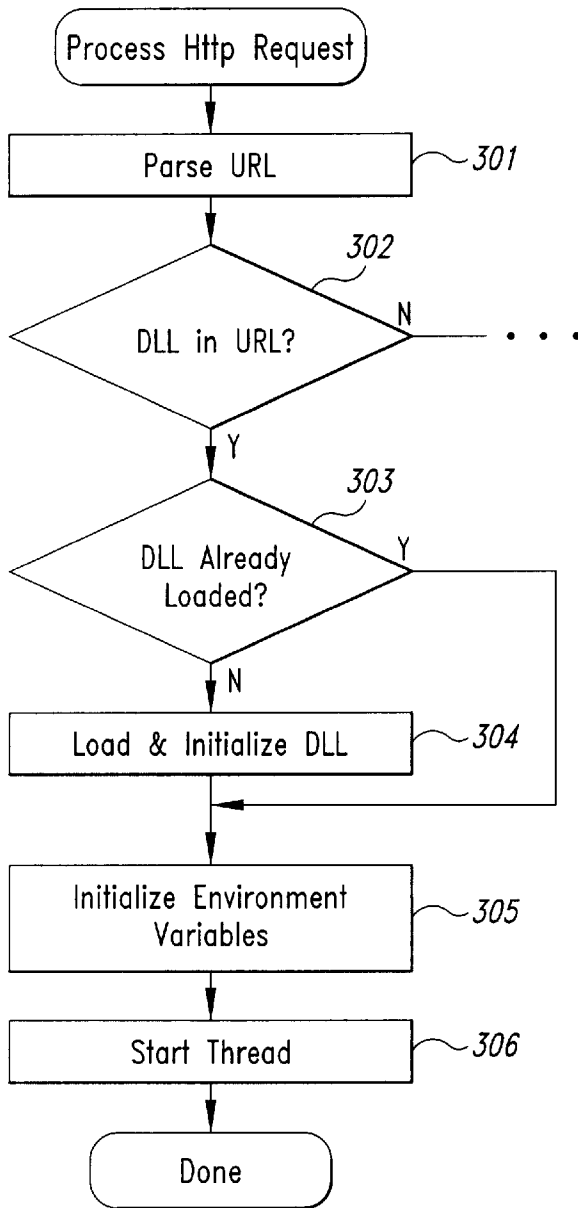 Process Http Request
Parse URL
301
302
DLL in URL?
N
Y
303
DLL Already
Loaded?
Y
N
Load & Initialize DLL
304
Initialize Environment
Variables
305
Start Thread
306
Done